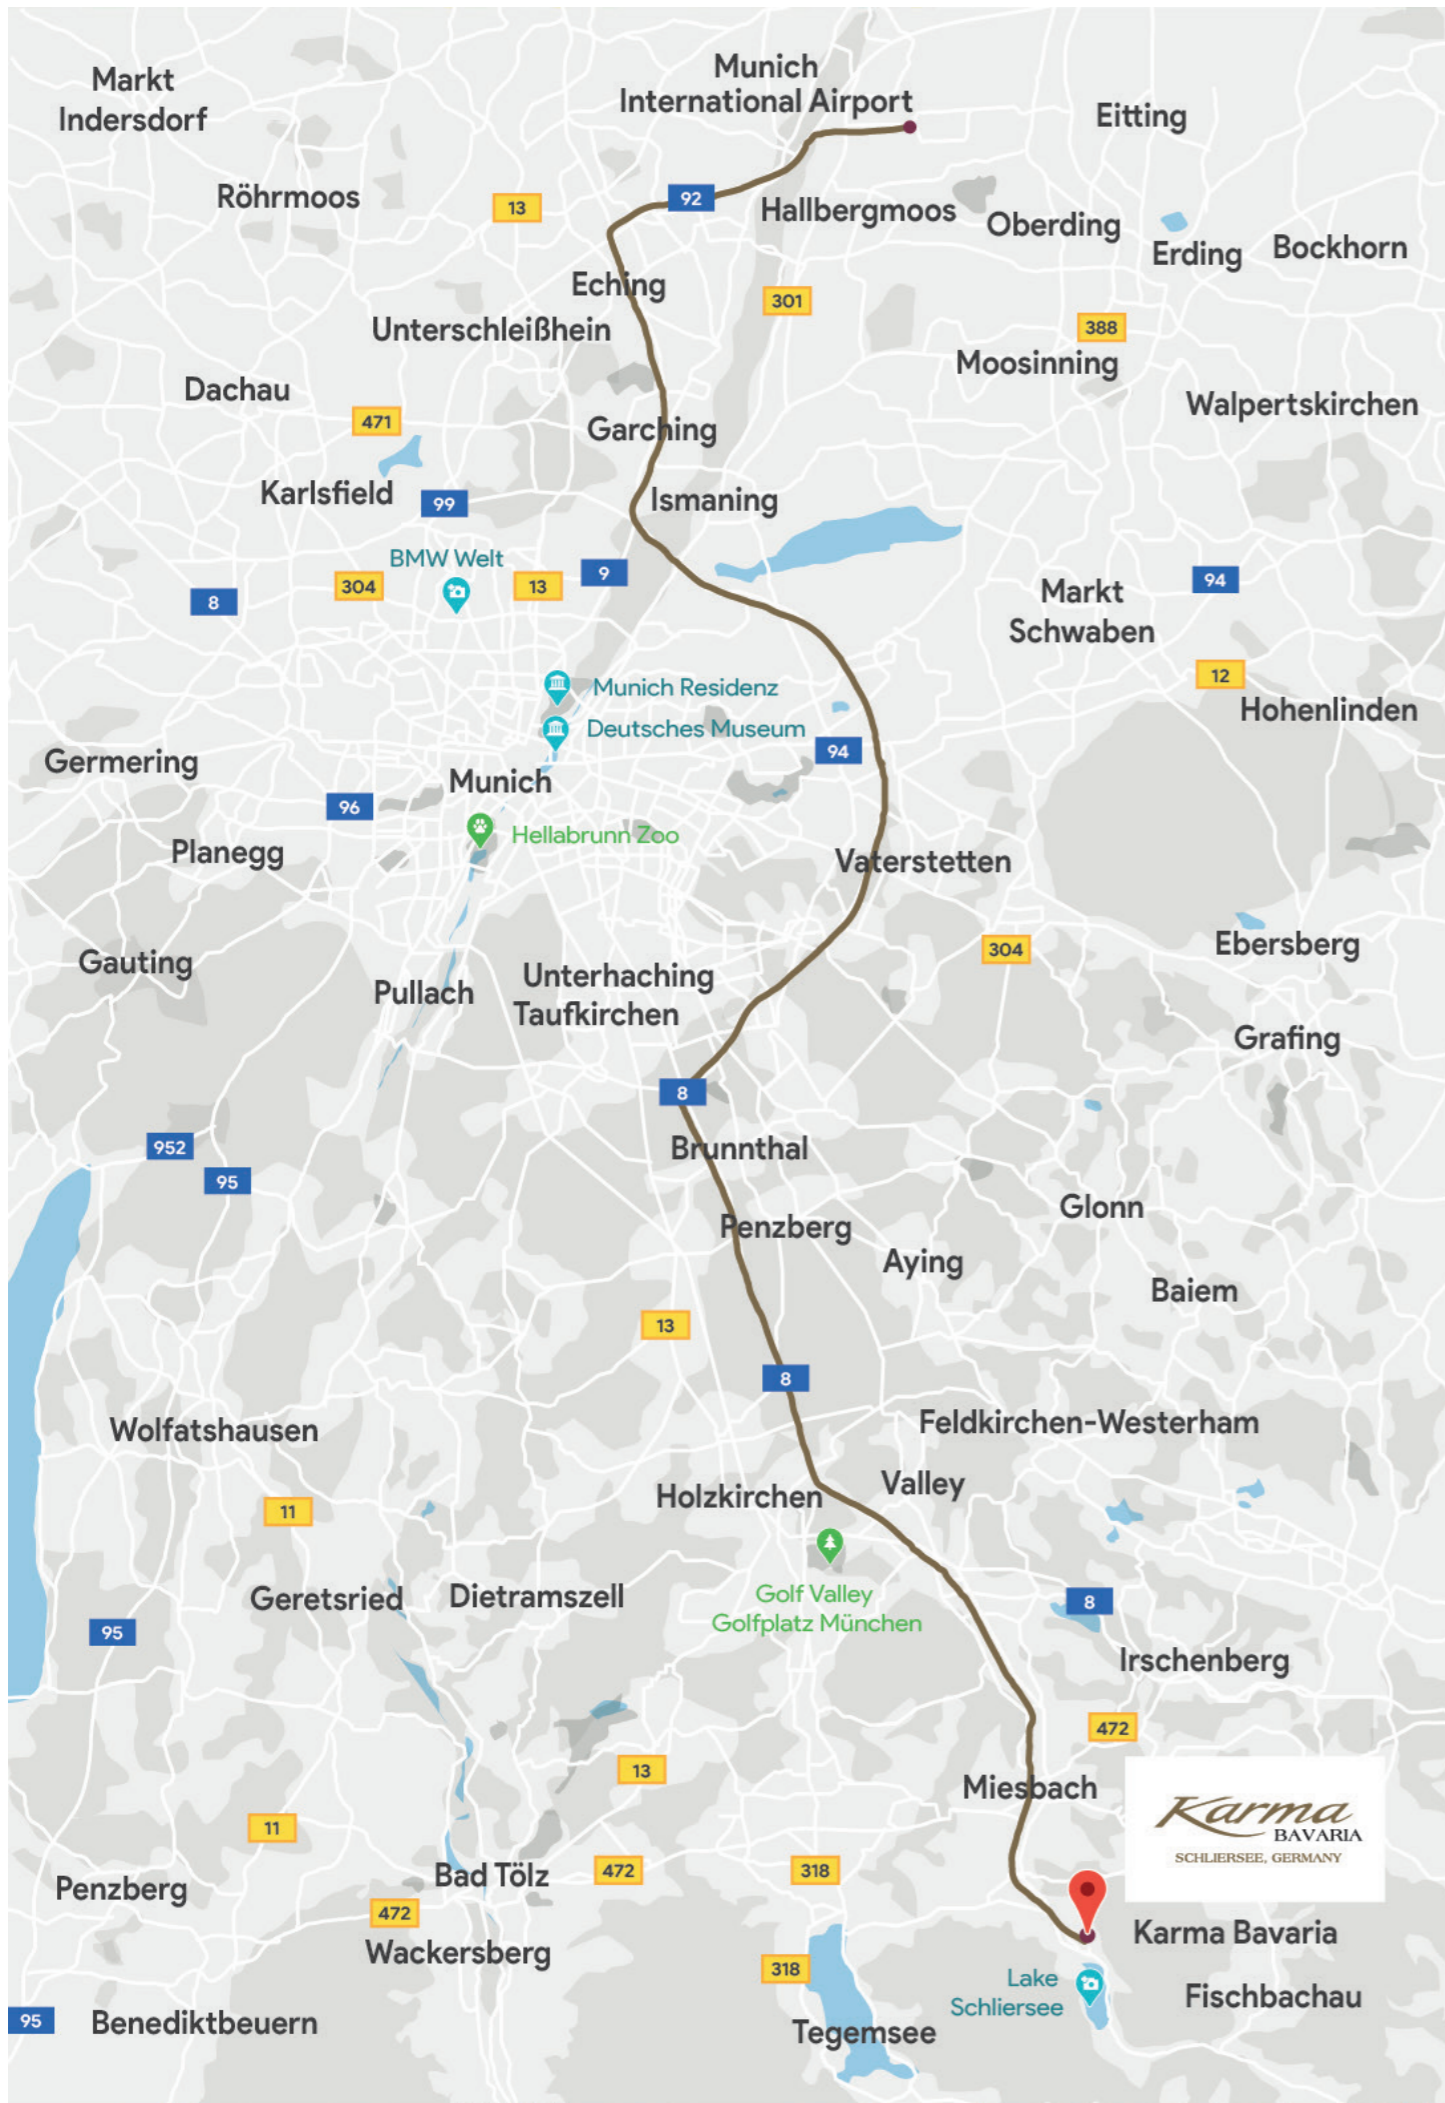 Munich
International Airport
Markt
Indersdorf
Eitting
Röhrmoos
13
92
Hallbergmoos
Oberding
Erding
Bockhorn
Eching
301
Unterschleißhein
388
Moosinning
Dachau
Walpertskirchen
471
Garching
Karlsfield
99
Ismaning
BMW Welt
304
13
9
8
Markt
Schwaben
94
12
Munich Residenz
Hohenlinden
Deutsches Museum
94
Germering
Munich
96
Hellabrunn Zoo
Planegg
Vaterstetten
304
Ebersberg
Gauting
Unterhaching
Pullach
Taufkirchen
Grafing
8
952
Brunnthal
95
Glonn
Penzberg
Aying
Baiem
13
8
Wolfatshausen
Feldkirchen-Westerham
Holzkirchen
Valley
11
Geretsried
Dietramszell
Golf Valley
Golfplatz München
8
95
Irschenberg
472
13
Miesbach
Karma
BAVARIA
SCHLIERSEE, GERMANY
11
Bad Tölz
472
318
Penzberg
472
Karma Bavaria
Wackersberg
318
Lake
Schliersee
Fischbachau
95
Benediktbeuern
Tegemsee